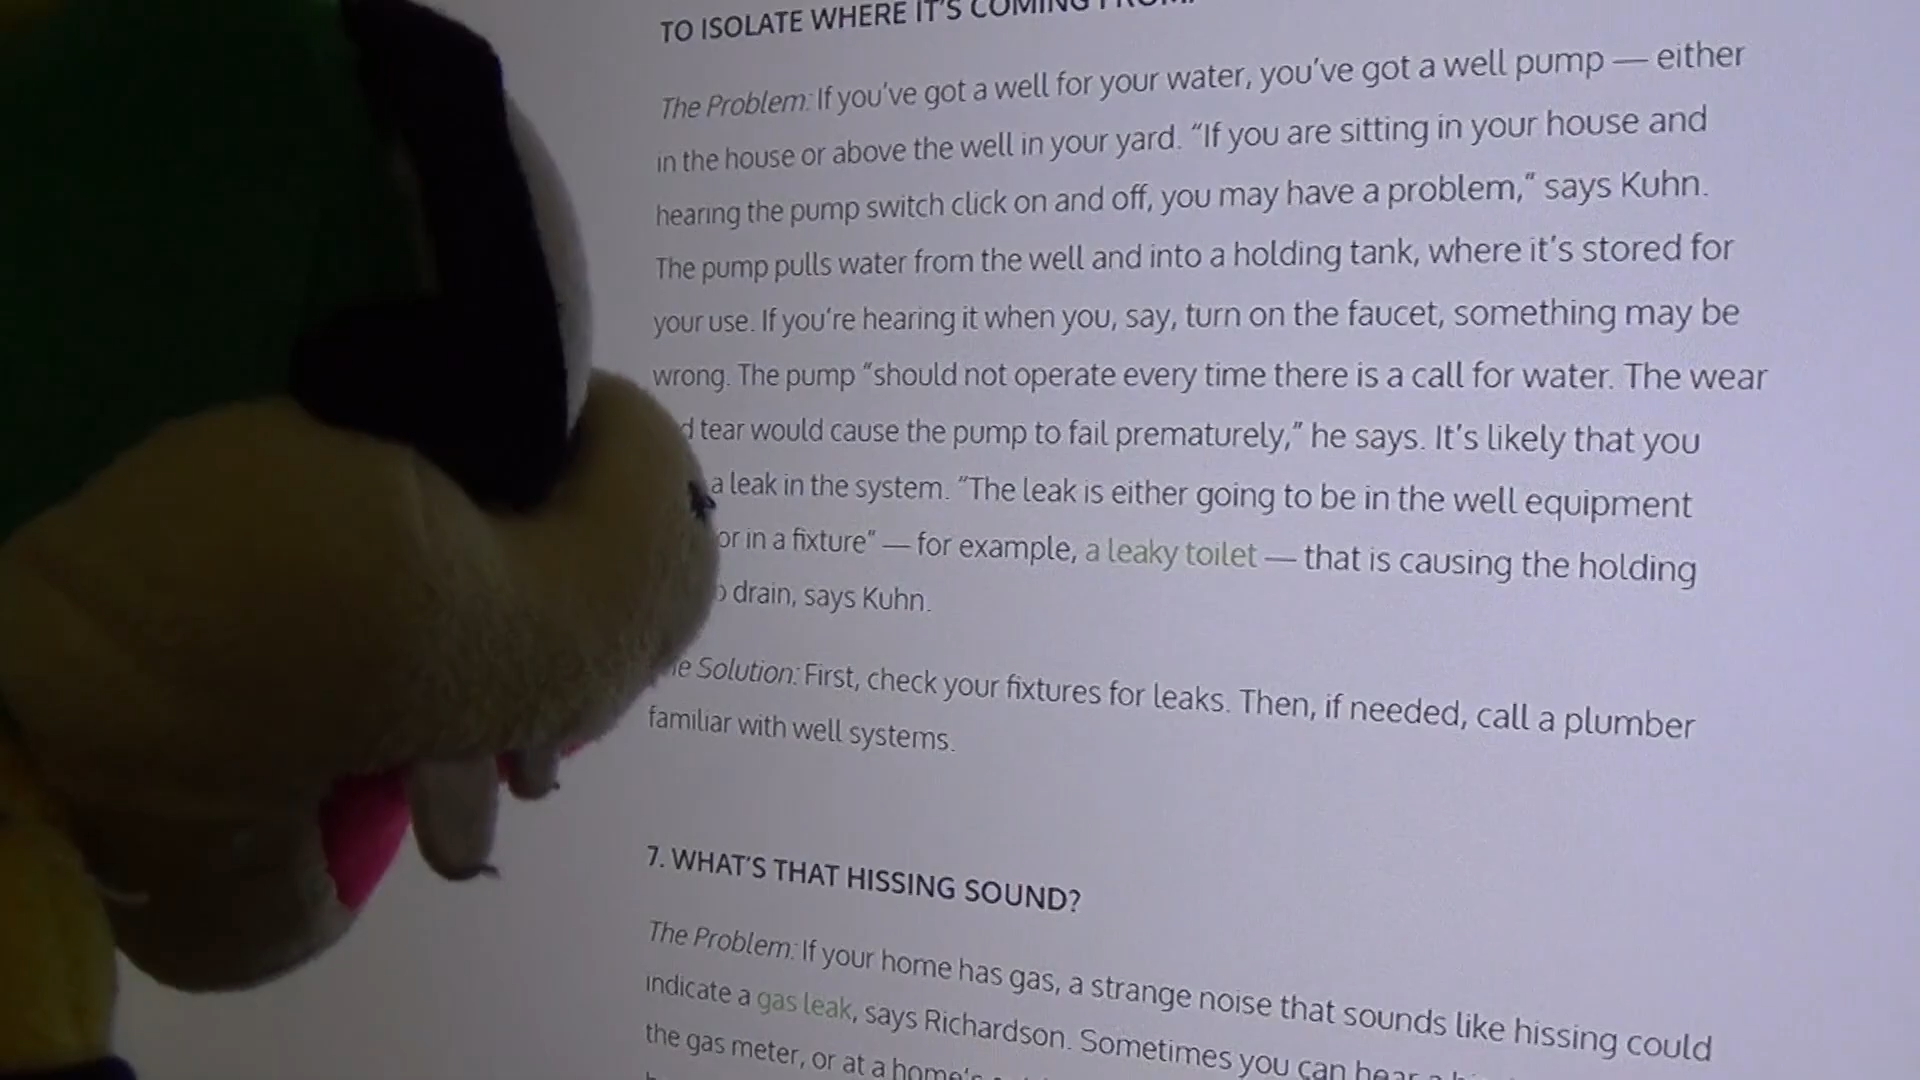 TO ISOLATE WHERE IT'S COMING FROM.
The Problem: If you've got a well for your water, you've got a well pump — either
in the house or above the well in your yard. “If you are sitting in your house and
hearing the pump switch click on and off, you may have a problem,” says Kuhn.
The pump pulls water from the well and into a holding tank, where it's stored for
your use. If you're hearing it when you, say, turn on the faucet, something may be
wrong. The pump “should not operate every time there is a call for water. The wear
tear would cause the pump to fail prematurely,” he says. It's likely that you
a leak in the system. “The leak is either going to be in the well equipment
or in a fixture” — for example, a leaky toilet — that is causing the holding
drain, says Kuhn.
Solution: First, check your fixtures for leaks. Then, if needed, call a plumber
familiar with well systems.
7. WHAT'S THAT HISSING SOUND?
The Problem: If your home has gas, a strange noise that sounds like hissing could
indicate a gas leak, says Richardson. Sometimes you can hear a
the gas meter, or at a home's